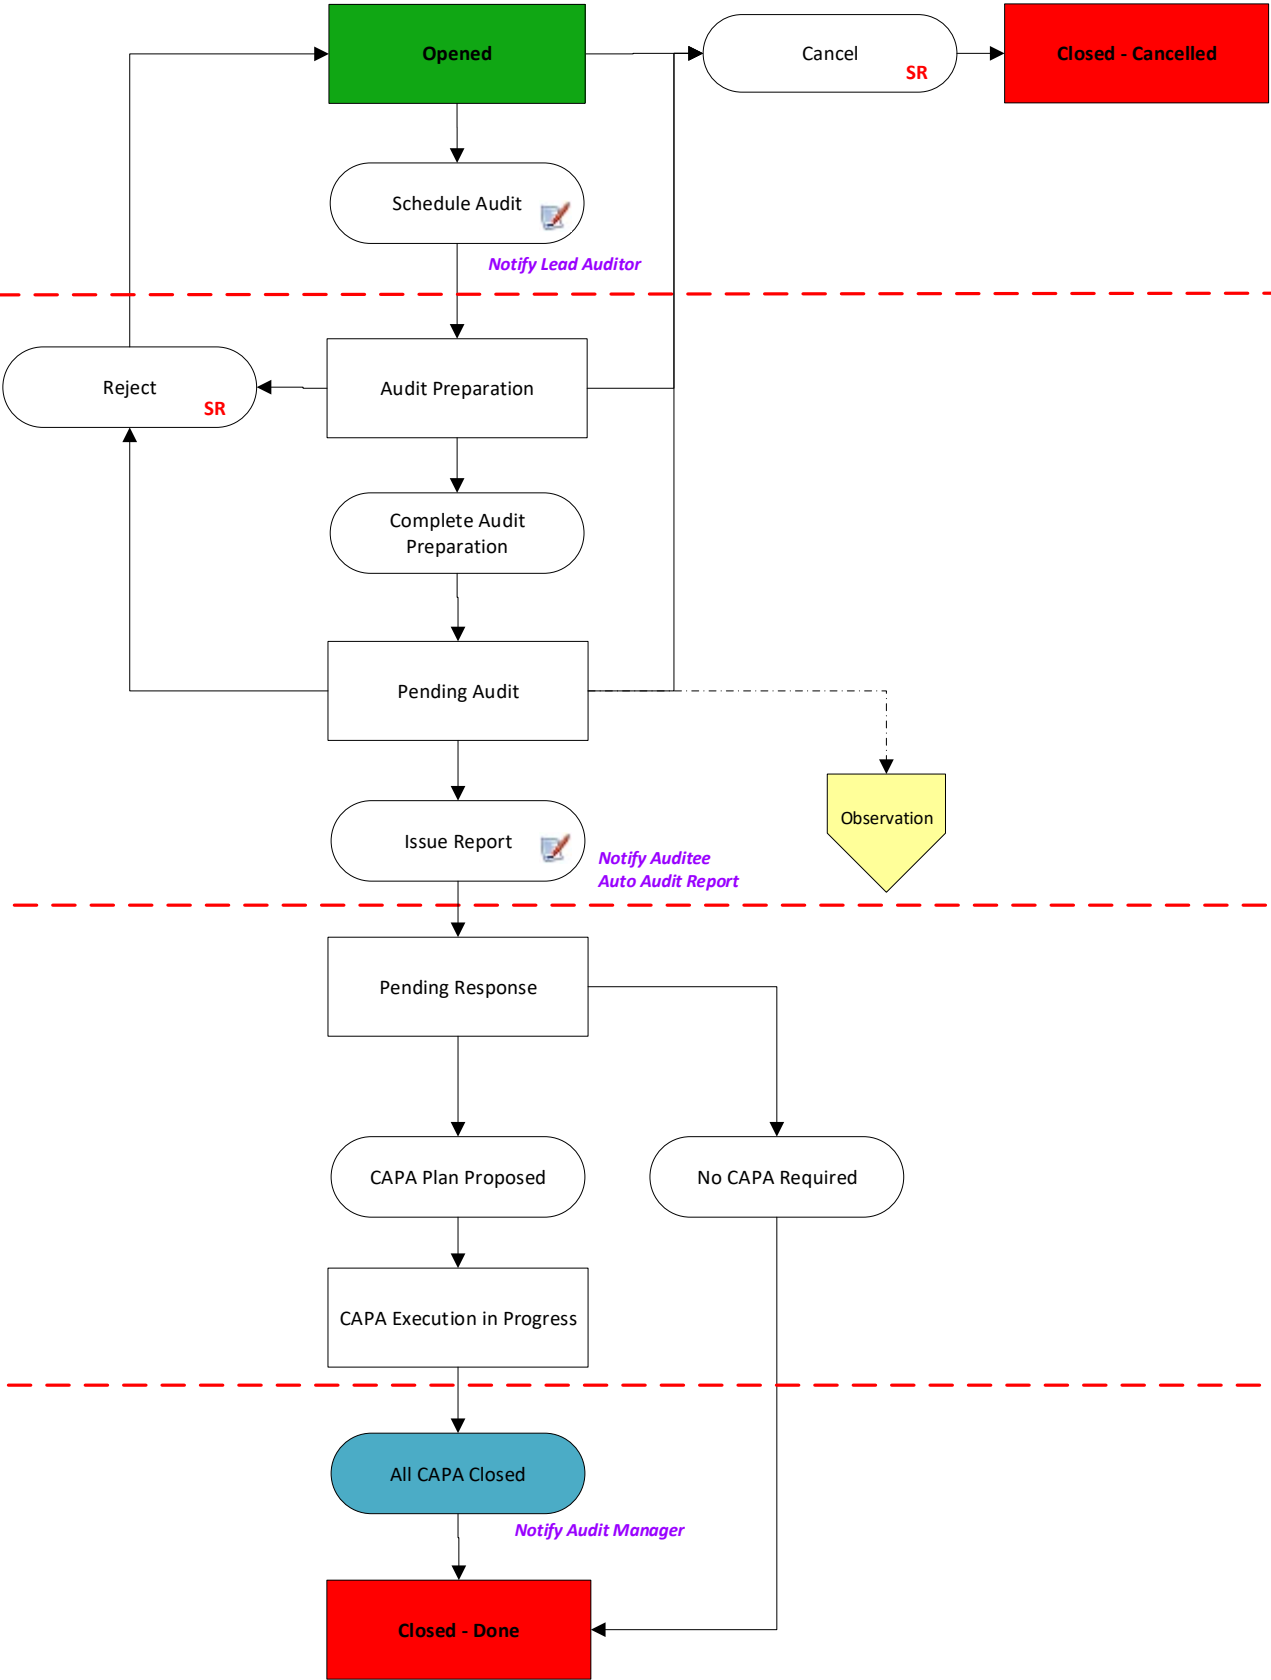 Opened
Cancel
SR
Closed - Cancelled
Schedule Audit
Notify Lead Auditor
Reject
SR
Audit Preparation
Complete Audit
Preparation
Pending Audit
Observation
Issue Report
Notify Auditee
Auto Audit Report
Pending Response
CAPA Plan Proposed
No CAPA Required
CAPA Execution in Progress
All CAPA Closed
Notify Audit Manager
Closed - Done